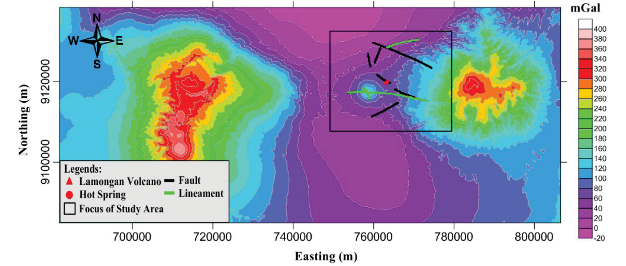 mGal
N
W E
S
Northing (m)
9120000
9100000
Legends:
Lamongan Volcano
Fault
Hot Spring
Lineament
Focus of Study Area
700000 720000 740000 760000 780000 800000
Easting (m)
400
380
360
340
320
300
280
260
240
220
200
180
160
140
120
100
80
60
40
20
0
-20